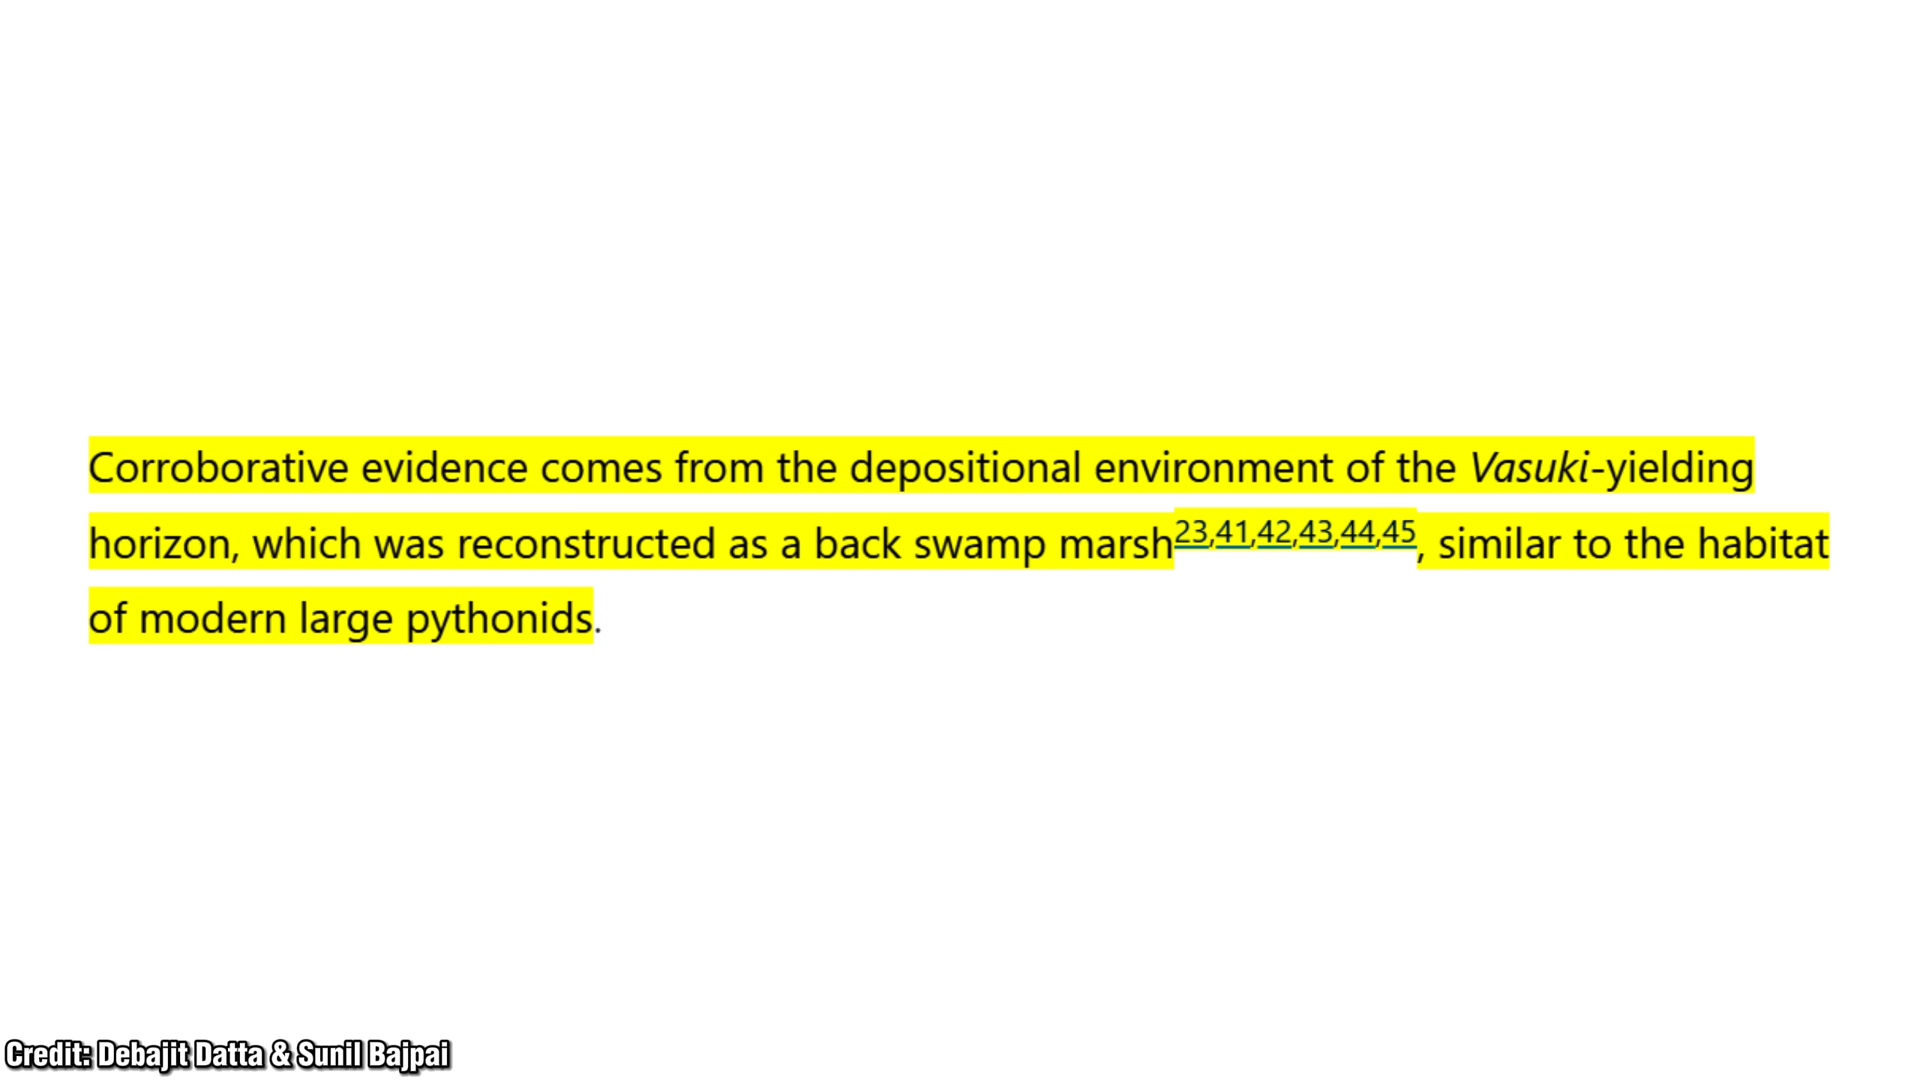 Corroborative evidence comes from the depositional environment of the Vasuki-yielding
horizon, which was reconstructed as a back swamp marsh23,41,42,43,44,45, similar to the habitat
of modern large pythonids.
Credit: Debajit Datta & Sunil Bajpai